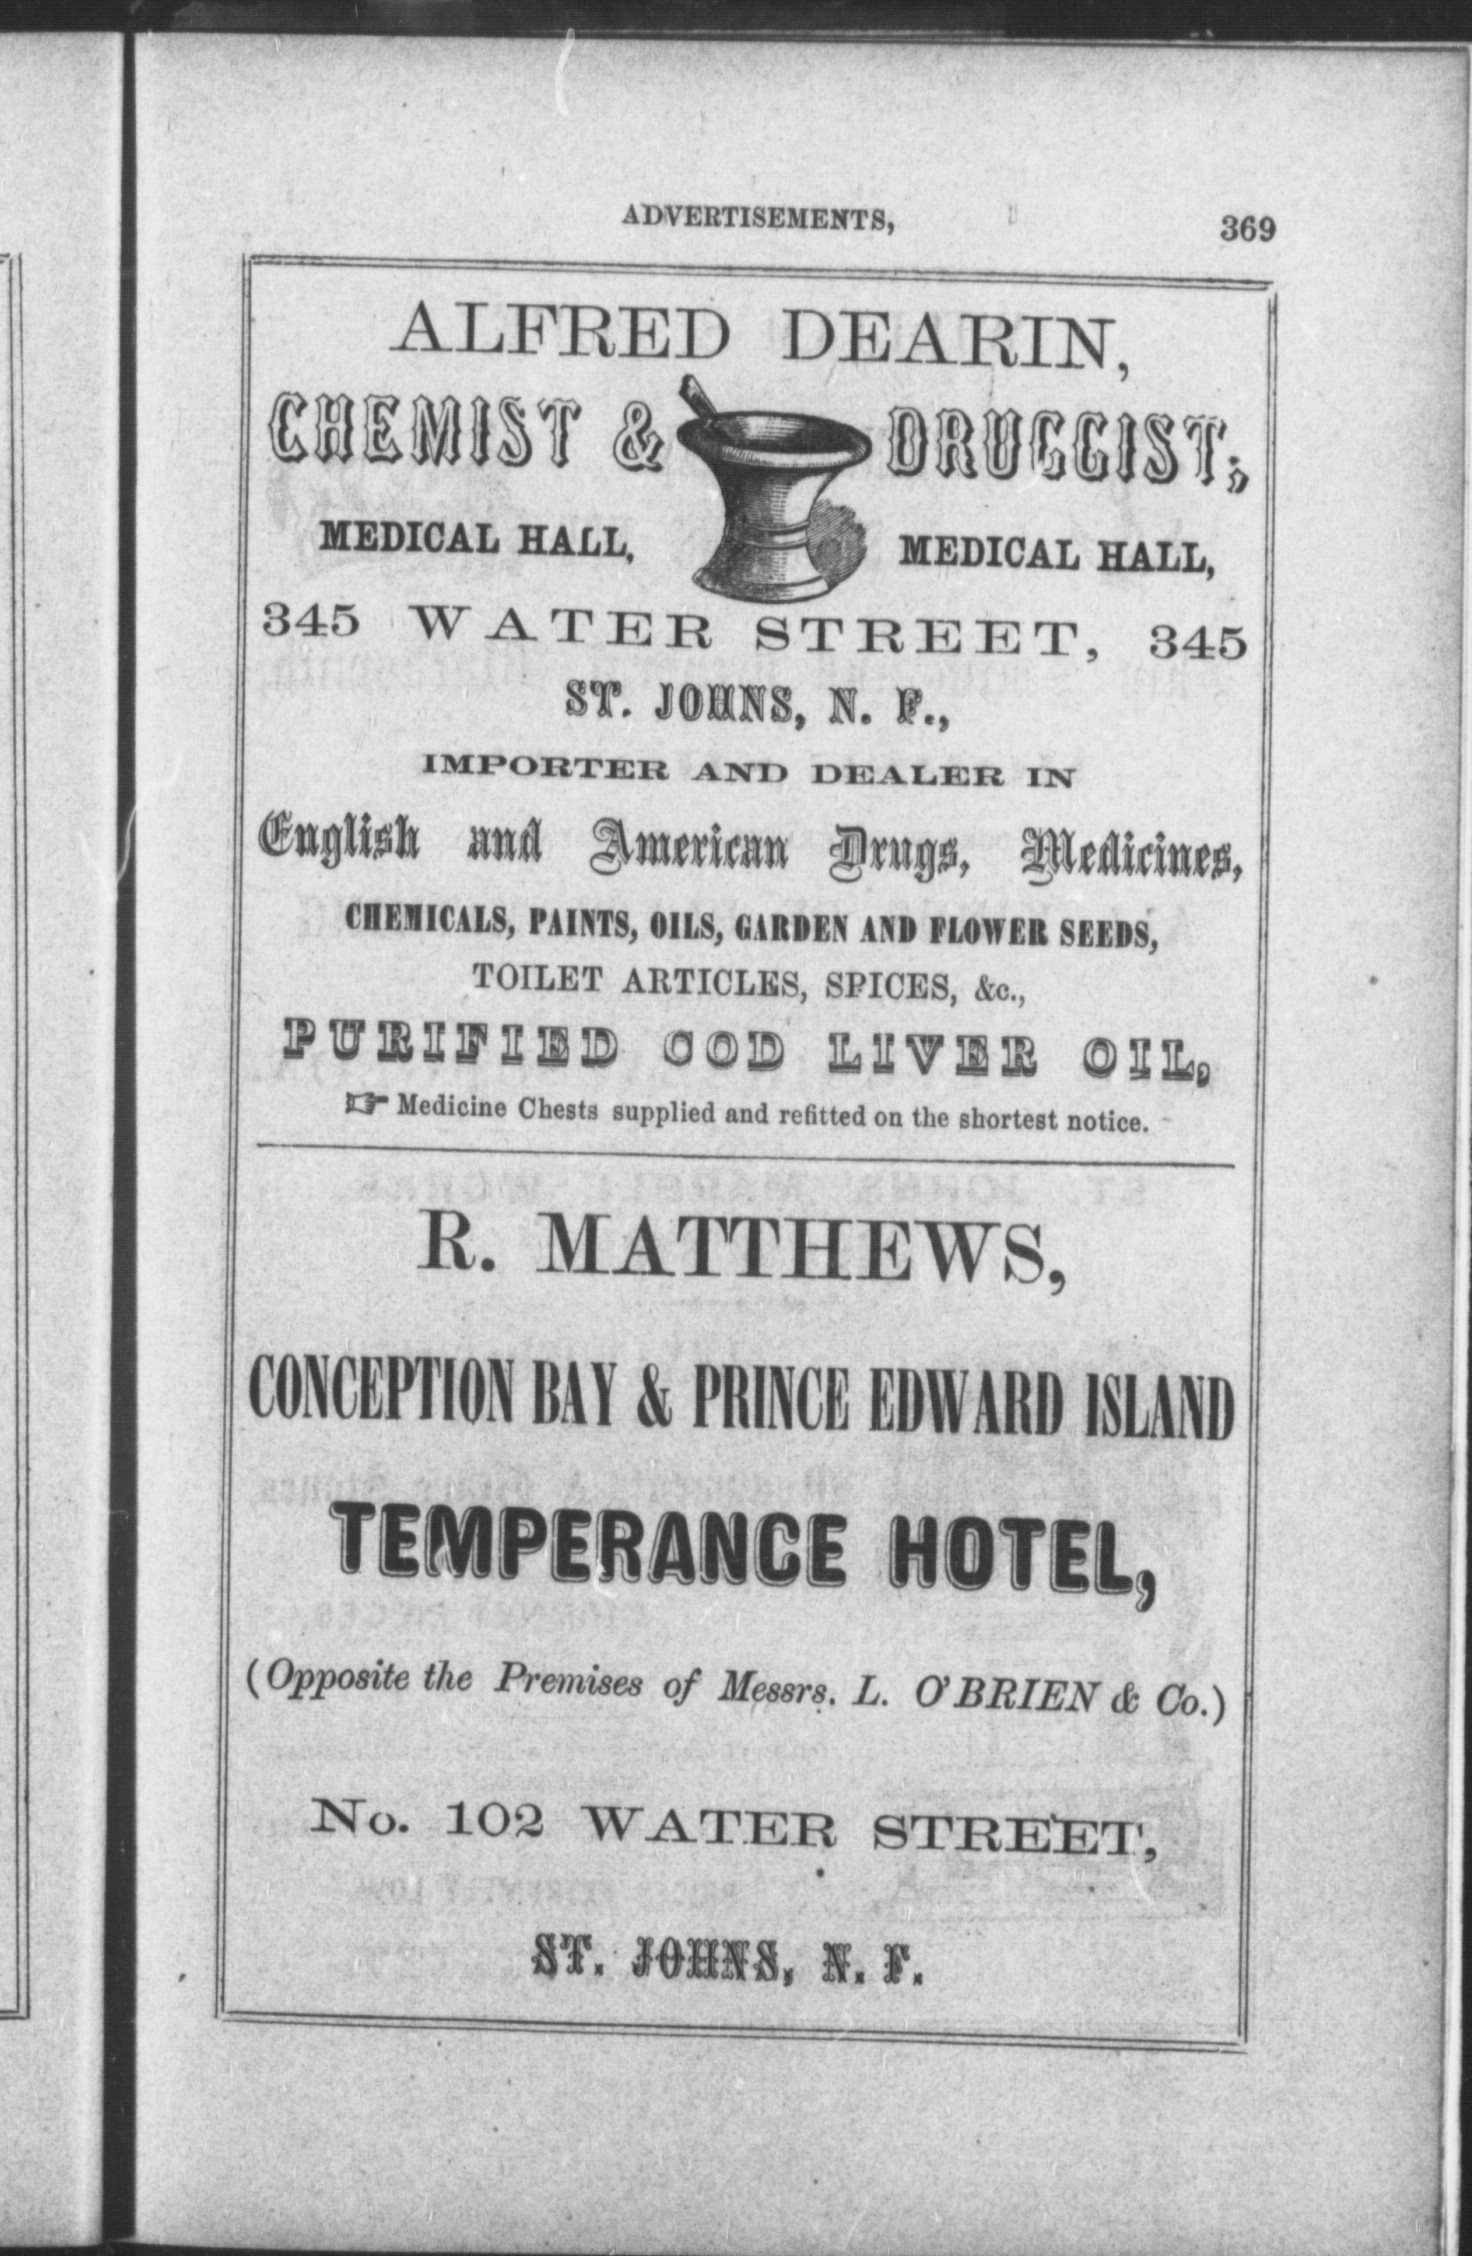 ADVERTISEMENTS,
369
ALFRED DEARIN,
CHEMIST & DRUGGIST,
MEDICAL HALL, MEDICAL HALL,
345 WATER STREET, 345
ST. JOHNS, N. F.,
IMPORTER AND DEALER IN
English and American Drugs, Medicines,
CHEMICALS, PAINTS, OILS, GARDEN AND FLOWER SEEDS,
TOILET ARTICLES, SPICES, &c.,
PURIFIED COD LIVER OIL,
☞ Medicine Chests supplied and refitted on the shortest notice.
R. MATTHEWS,
CONCEPTION BAY & PRINCE EDWARD ISLAND
TEMPERANCE HOTEL,
(Opposite the Premises of Messrs. L. O'BRIEN & Co.)
No. 102 WATER STREET,
ST. JOHNS, N. F.